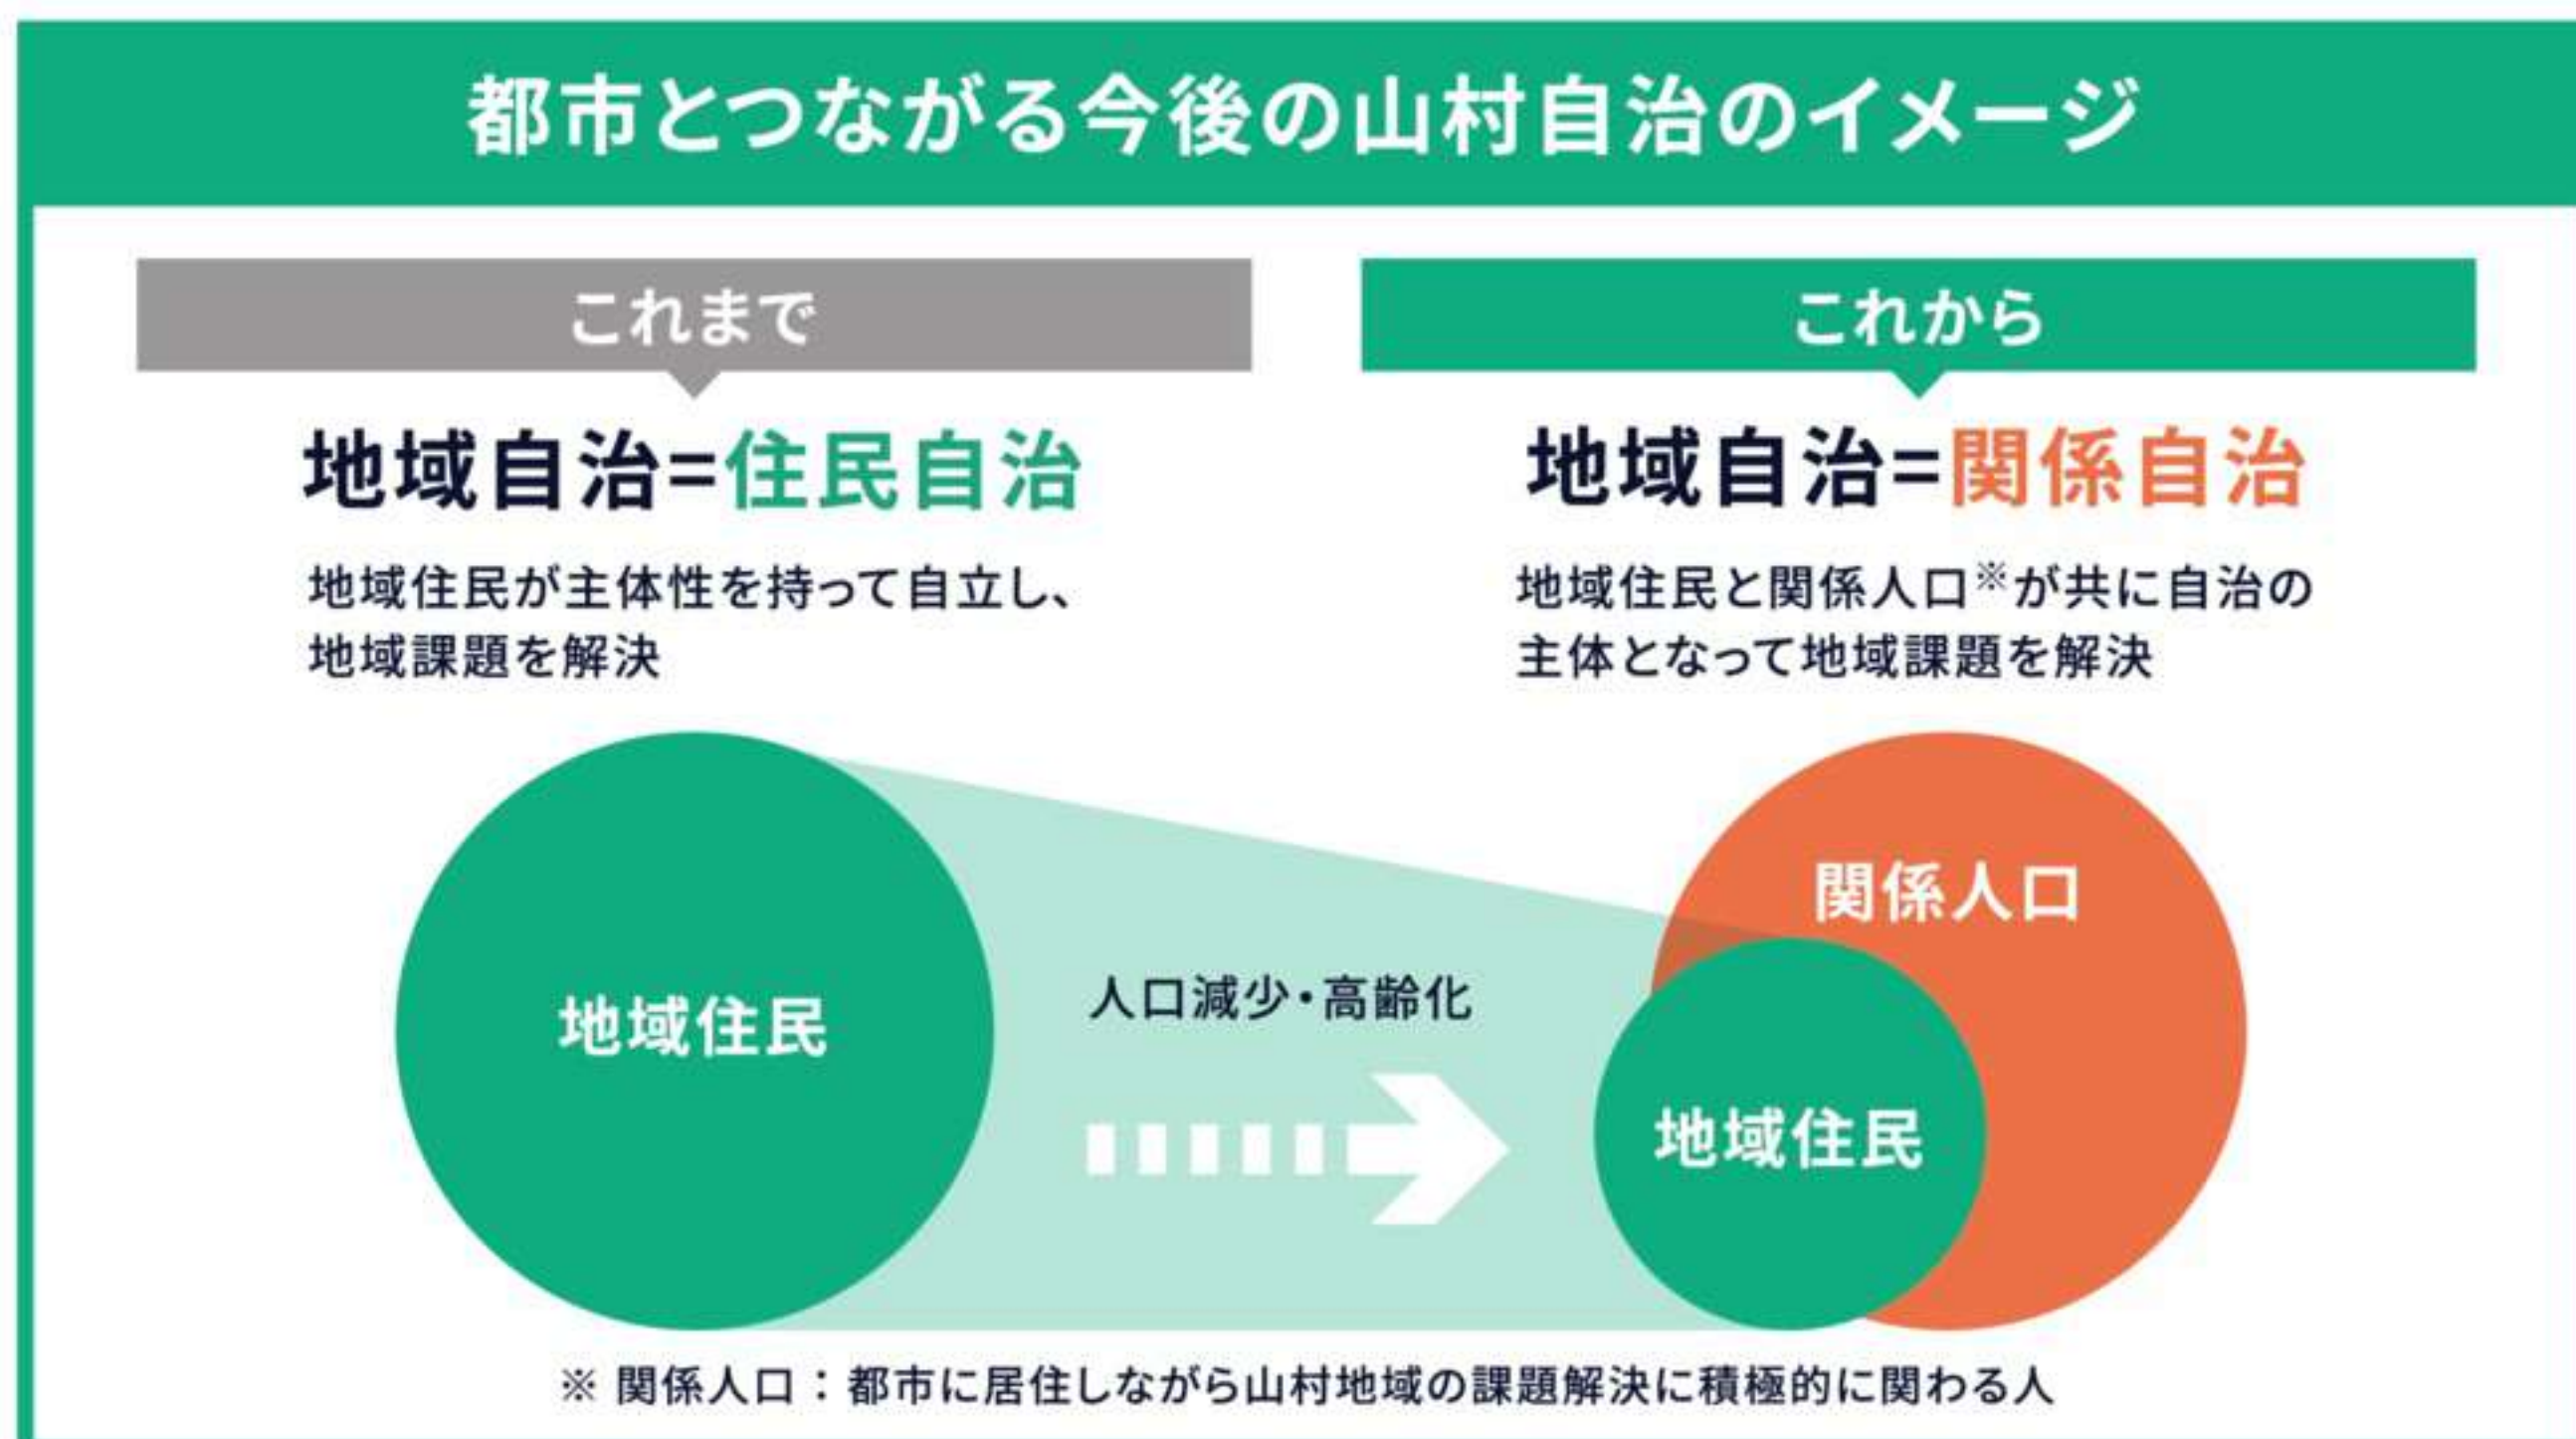 都市とつながる今後の山村自治のイメージ
これまで
地域自治=住民自治
地域住民が主体性を持って自立し、
地域課題を解決
これから
地域自治=関係自治
地域住民と関係人口※が共に自治の
主体となって地域課題を解決
地域住民
人口減少・高齢化
関係人口
地域住民
※ 関係人口：都市に居住しながら山村地域の課題解決に積極的に関わる人